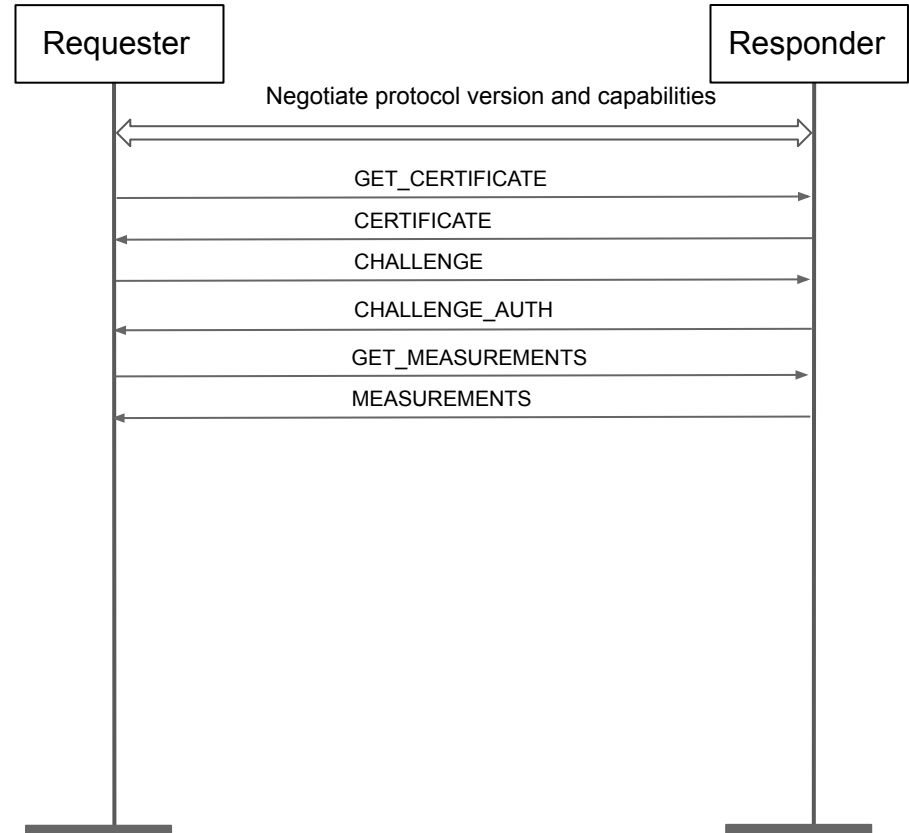 Requester
Responder
Negotiate protocol version and capabilities
GET_CERTIFICATE
CERTIFICATE
CHALLENGE
CHALLENGE_AUTH
GET_MEASUREMENTS
MEASUREMENTS